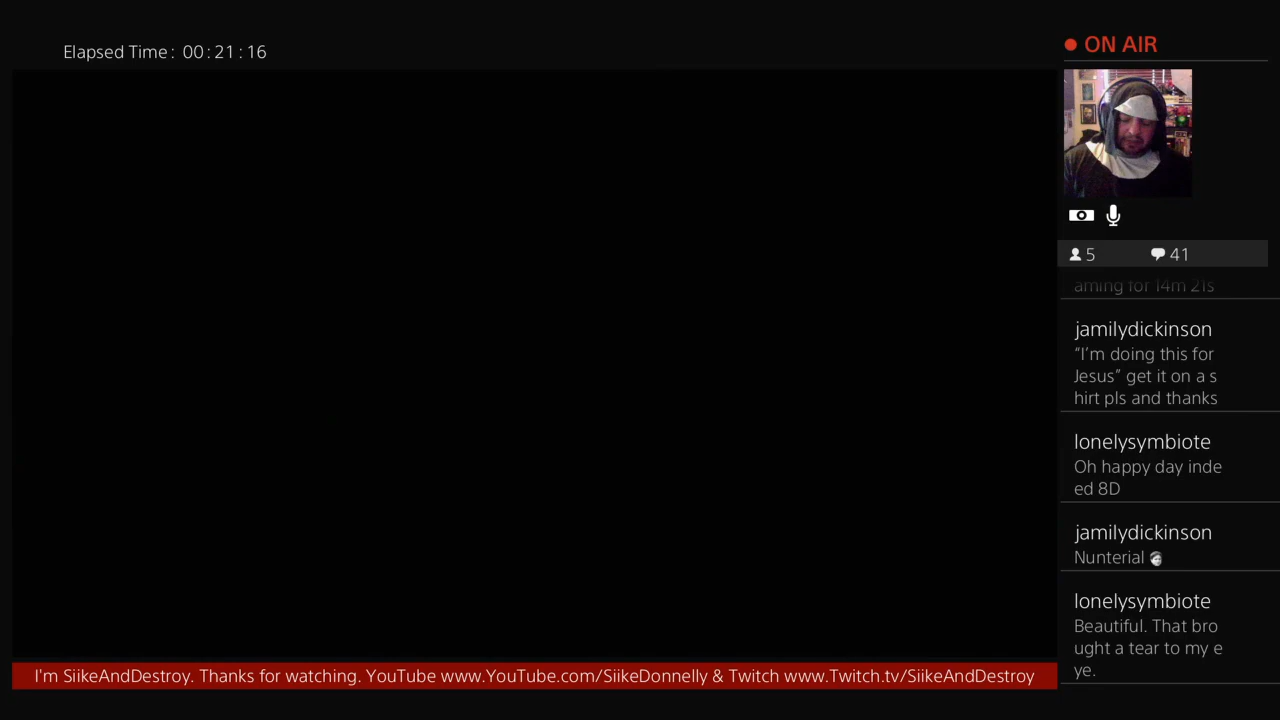 Elapsed Time: 00:21:16
ON AIR
5
41
aming for 14m 21s
jamilydickinson
“I’m doing this for
Jesus” get it on a s
hirt pls and thanks
lonelysymbiote
Oh happy day inde
ed 8D
jamilydickinson
Nunterial
lonelysymbiote
Beautiful. That bro
ught a tear to my e
ye.
I'm SiikeAndDestroy. Thanks for watching. YouTube www.YouTube.com/SiikeDonnelly & Twitch www.Twitch.tv/SiikeAndDestroy